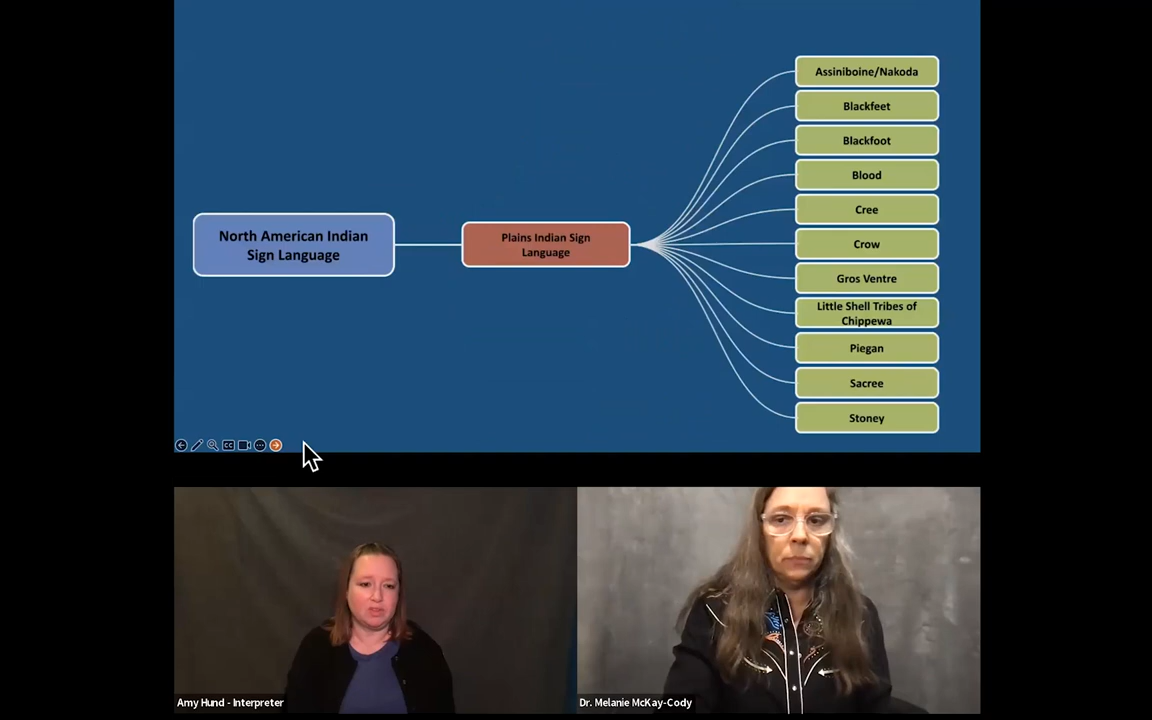 North American Indian
Sign Language
Plains Indian Sign
Language
Assiniboine/Nakoda
Blackfeet
Blackfoot
Blood
Cree
Crow
Gros Ventre
Little Shell Tribes of
Chippewa
Piegan
Sacree
Stoney
Amy Hund - Interpreter
Dr. Melanie McKay-Cody